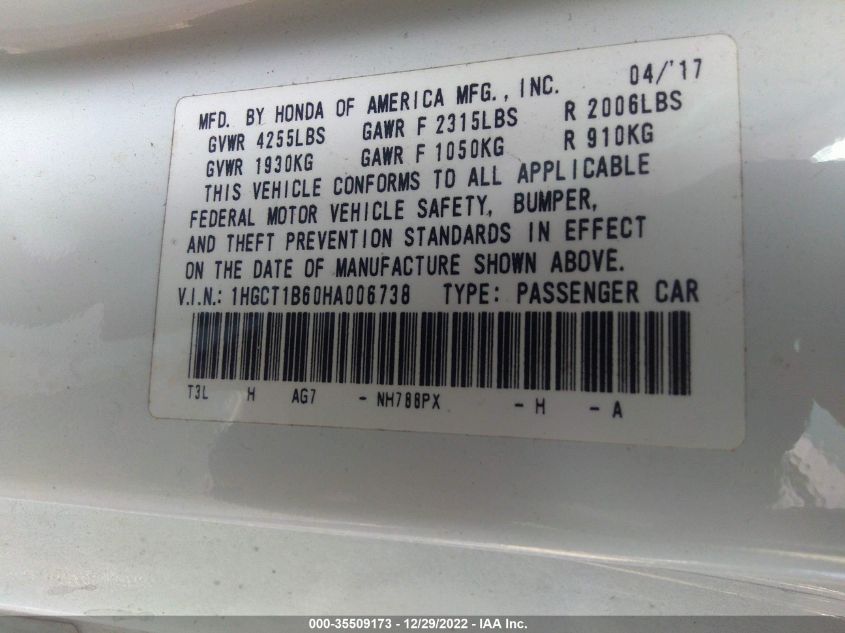 MFD. BY HONDA OF AMERICA MFG., INC. 04/'17
GVWR 4255LBS GAWR F 2315LBS R 2006LBS
GVWR 1930KG GAWR F 1050KG R 910KG
THIS VEHICLE CONFORMS TO ALL APPLICABLE
FEDERAL MOTOR VEHICLE SAFETY, BUMPER,
AND THEFT PREVENTION STANDARDS IN EFFECT
ON THE DATE OF MANUFACTURE SHOWN ABOVE.
V.I.N.: 1HGCT1B60HA006738 TYPE: PASSENGER CAR
T3L H AG7 - NH788PX - H - A
000-35509173 - 12/29/2022 - IAA Inc.